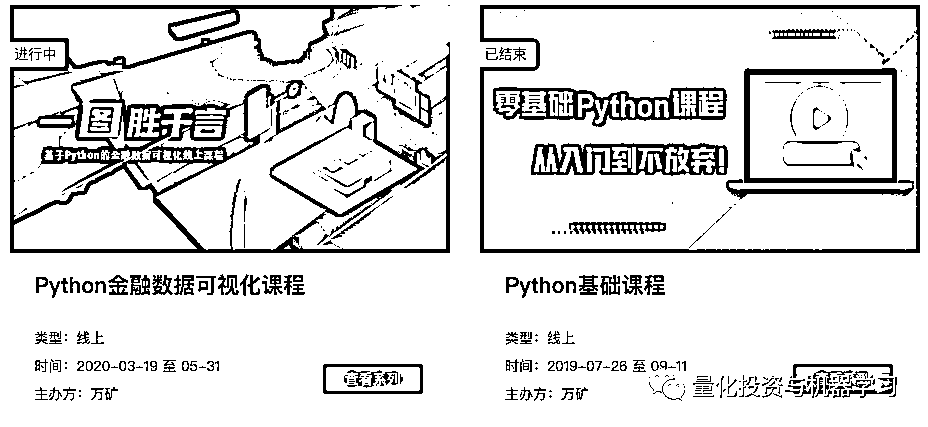 进行中
一图胜千言
基于Python的金融数据可视化线上课程
Python金融数据可视化课程
类型：线上
时间：2020-03-19 至 05-31
主办方：万矿
查看系列
已结束
零基础Python课程
从入门到不放弃！
Python基础课程
类型：线上
时间：2019-07-26 至 09-11
主办方：万矿
量化投资与机器学习